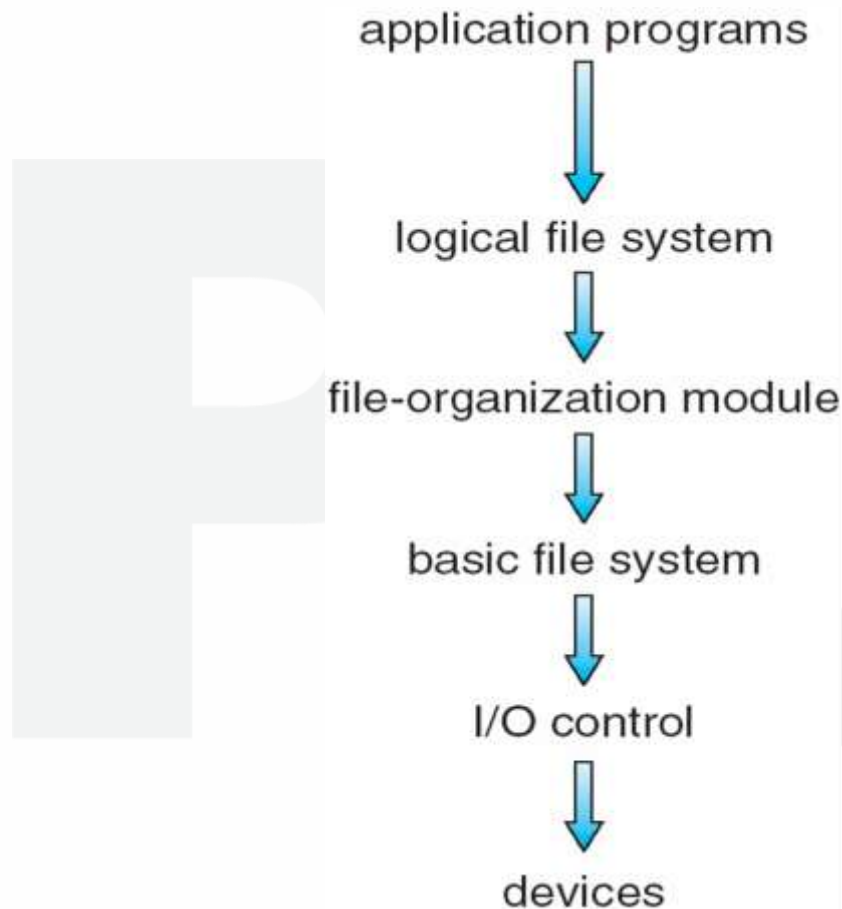 application programs
logical file system
file-organization module
basic file system
I/O control
devices